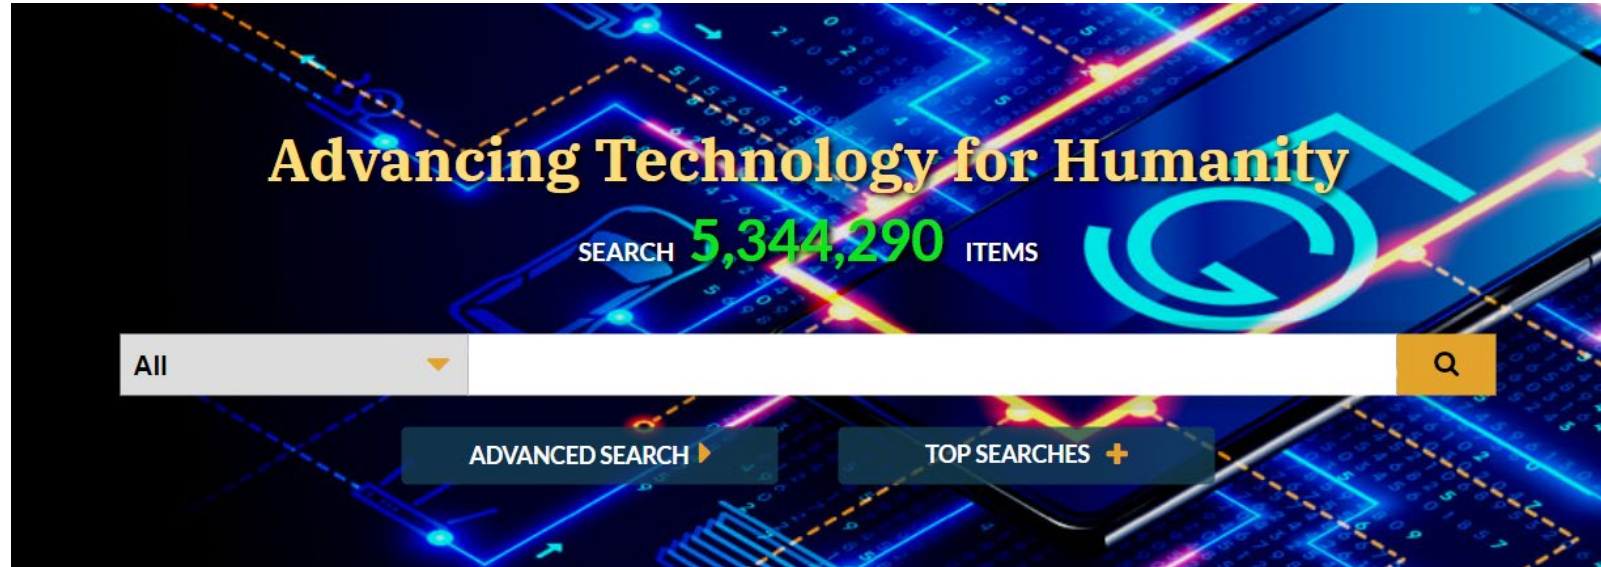 Advancing Technology for Humanity
SEARCH 5,344,290 ITEMS
All
ADVANCED SEARCH
TOP SEARCHES